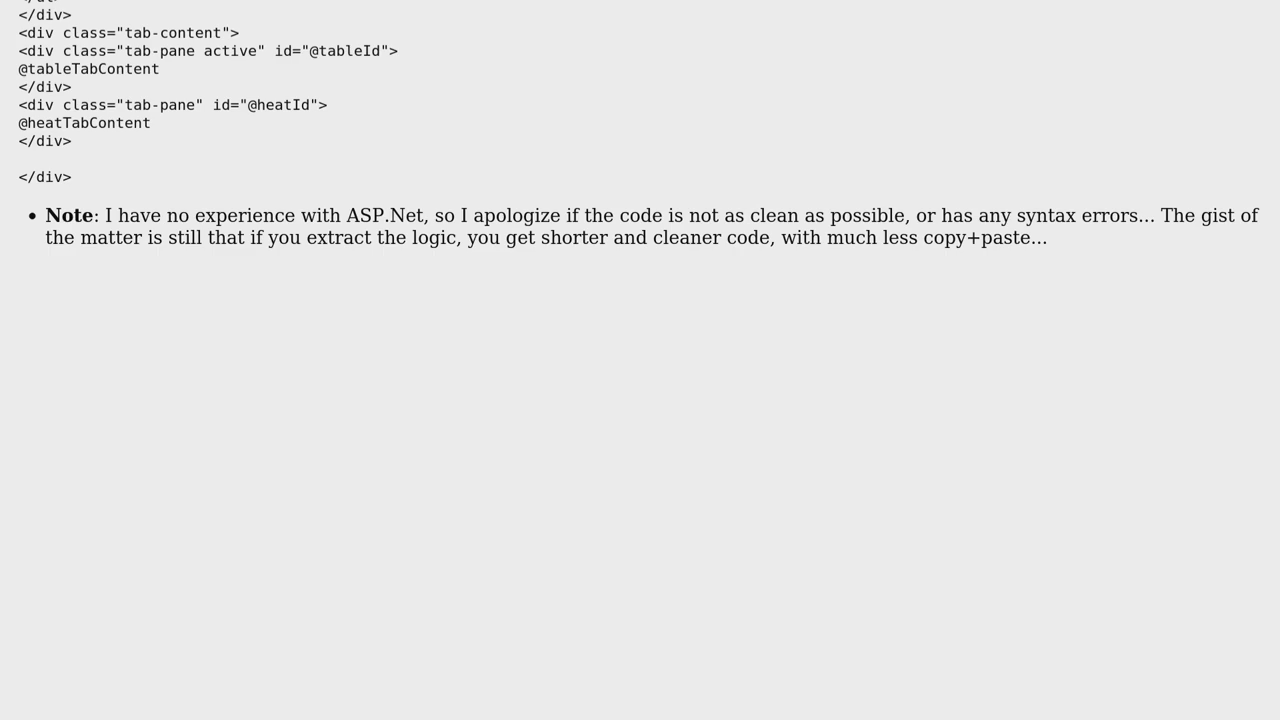 </div>
<div class="tab-content">
<div class="tab-pane active" id="@tableId">
@tableTabContent
</div>
<div class="tab-pane" id="@heatId">
@heatTabContent
</div>
</div>
• Note: I have no experience with ASP.Net, so I apologize if the code is not as clean as possible, or has any syntax errors... The gist of
the matter is still that if you extract the logic, you get shorter and cleaner code, with much less copy+paste...